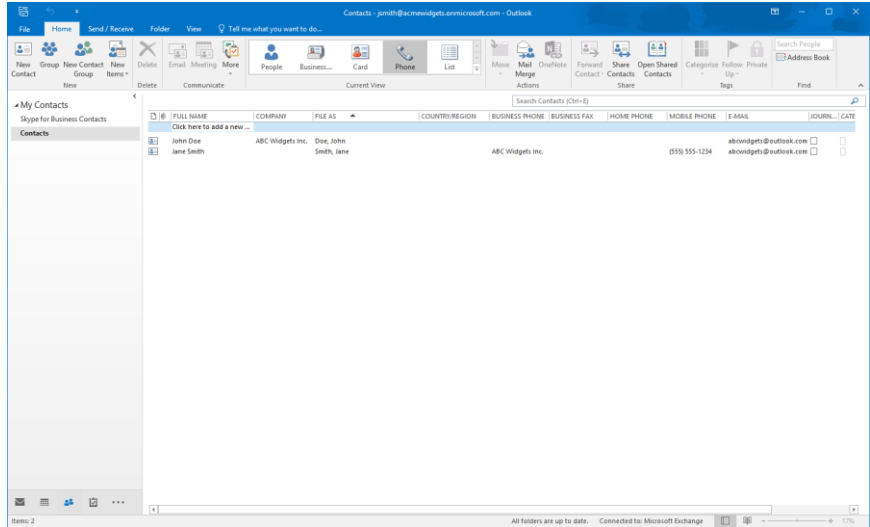 Contacts - jsmith@acmewidgets.onmicrosoft.com - Outlook
File Home Send / Receive Folder View Tell me what you want to do...
New Contact
Group
New Contact Group
New Items
Delete
Email
Meeting
More
People
Business...
Card
Phone
List
Move
Mail Merge
OneNote
Forward Contact
Share Contacts
Open Shared Contacts
Categorize
Follow Up
Private
Search People
Address Book
New Delete Communicate Current View Actions Share Tags Find
My Contacts
Skype for Business Contacts
Contacts
Search Contacts (Ctrl+E)
FULL NAME COMPANY FILE AS COUNTRY/REGION BUSINESS PHONE BUSINESS FAX HOME PHONE MOBILE PHONE E-MAIL JOURN... CATE
Click here to add a new ...
John Doe ABC Widgets Inc. Doe, John abcwidgets@outlook.com
Jane Smith Smith, Jane ABC Widgets Inc. (555) 555-1234 abcwidgets@outlook.com
Items: 2 All folders are up to date. Connected to: Microsoft Exchange 17%